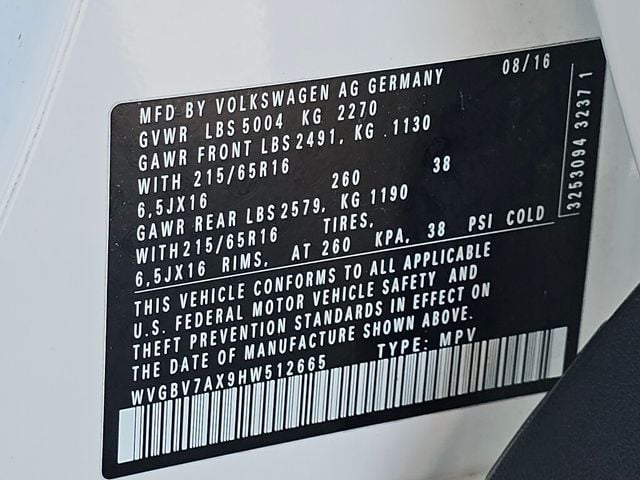 08/16
MFD BY VOLKSWAGEN AG GERMANY
GVWR LBS 5004 KG 2270
GAWR FRONT LBS 2491, KG .1130
WITH 215/65R16
6,5JX16 260 38
GAWR REAR LBS 2579, KG 1190
WITH 215/65R16 TIRES,
6,5JX16 RIMS, AT 260 KPA, 38 PSI COLD
THIS VEHICLE CONFORMS TO ALL APPLICABLE
U.S. FEDERAL MOTOR VEHICLE SAFETY AND
THEFT PREVENTION STANDARDS IN EFFECT ON
THE DATE OF MANUFACTURE SHOWN ABOVE.
WVGBV7AX9HW512665 TYPE: MPV
3253094 3237 1